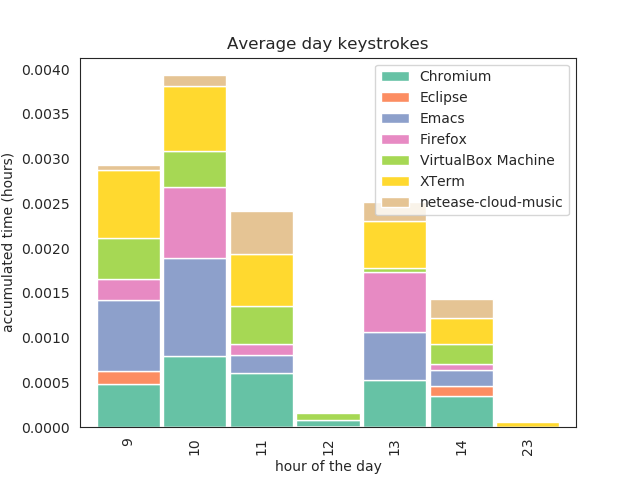 Average day keystrokes
accumulated time (hours)
0.0040
0.0035
0.0030
0.0025
0.0020
0.0015
0.0010
0.0005
0.0000
Chromium
Eclipse
Emacs
Firefox
VirtualBox Machine
XTerm
netease-cloud-music
9
10
11
12
13
14
23
hour of the day